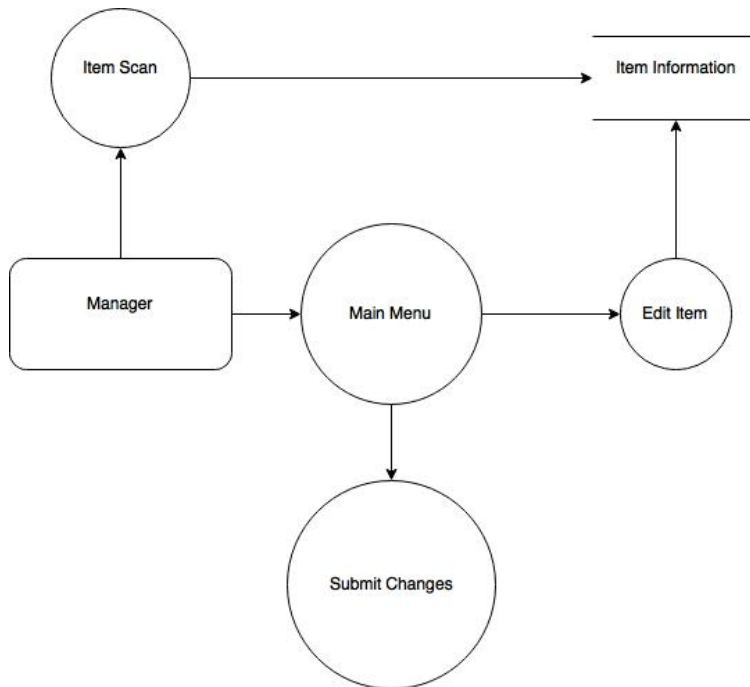 Item Scan
Item Information
Manager
Main Menu
Edit Item
Submit Changes